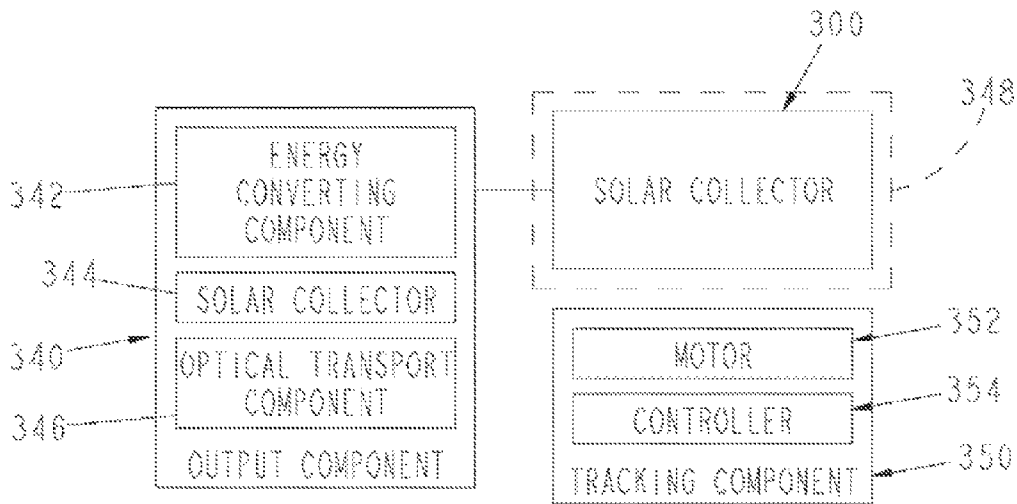 300
348
ENERGY
CONVERTING
COMPONENT
342
SOLAR COLLECTOR
344
SOLAR COLLECTOR
340
OPTICAL TRANSPORT
COMPONENT
346
OUTPUT COMPONENT
352
MOTOR
354
CONTROLLER
TRACKING COMPONENT
350